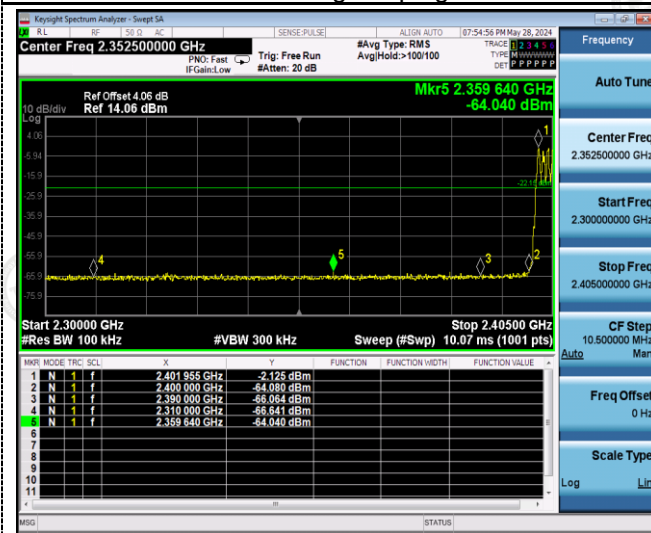 Keysight Spectrum Analyzer - Swept SA
RL RF 50 Ω AC SENSE:PULSE ALIGN AUTO 07:54:56 PM May 28, 2024
Center Freq 2.352500000 GHz
PNO: Fast
IFGain:Low
Trig: Free Run
#Atten: 20 dB
#Avg Type: RMS
Avg|Hold:>100/100
TRACE 1 2 3 4 5 6
TYPE M WWWWW
DET P P P P P P
Ref Offset 4.06 dB
Ref 14.06 dBm
10 dB/div
Log
Mkr5 2.359 640 GHz
-64.040 dBm
4.06
-5.94
-15.9
-25.9
-35.9
-45.9
-55.9
-65.9
-75.9
1
2
3
4
5
Start 2.30000 GHz
#Res BW 100 kHz
#VBW 300 kHz
Stop 2.40500 GHz
Sweep (#Swp) 10.07 ms (1001 pts)
MKR MODE TRC SCL X Y FUNCTION FUNCTION WIDTH FUNCTION VALUE
1 N 1 f 2.401 955 GHz -2.125 dBm
2 N 1 f 2.400 000 GHz -64.080 dBm
3 N 1 f 2.390 000 GHz -66.064 dBm
4 N 1 f 2.310 000 GHz -66.641 dBm
5 N 1 f 2.359 640 GHz -64.040 dBm
6
7
8
9
10
11
MSG STATUS
Frequency
Auto Tune
Center Freq
2.352500000 GHz
Start Freq
2.300000000 GHz
Stop Freq
2.405000000 GHz
CF Step
10.500000 MHz
Auto Man
Freq Offset
0 Hz
Scale Type
Log Lin